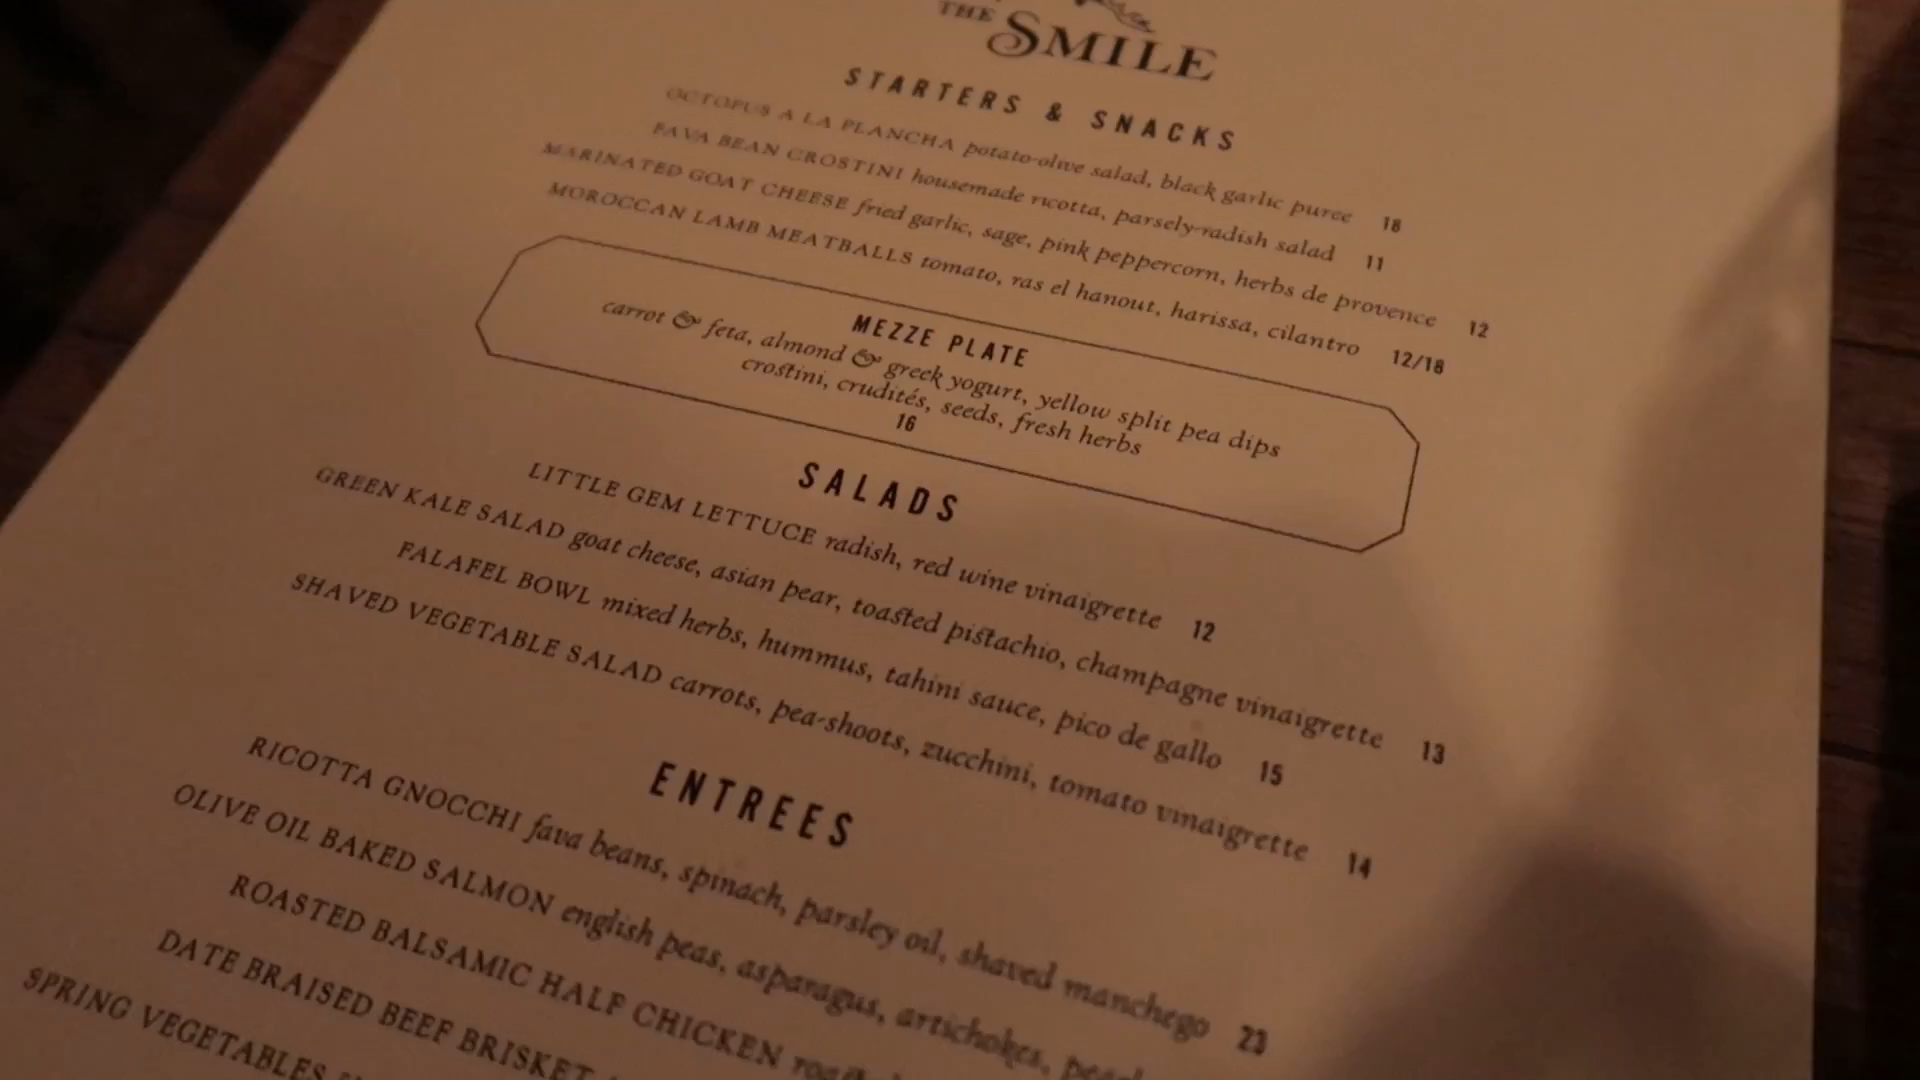 THE
SMILE
STARTERS & SNACKS
OCTOPUS A LA PLANCHA potato-olive salad, black garlic puree 18
FAVA BEAN CROSTINI housemade ricotta, parsely-radish salad 11
MARINATED GOAT CHEESE fried garlic, sage, pink peppercorn, herbs de provence 12
MOROCCAN LAMB MEATBALLS tomato, ras el hanout, harissa, cilantro 12/18
MEZZE PLATE
carrot & feta, almond & greek yogurt, yellow split pea dips
crostini, crudités, seeds, fresh herbs
16
SALADS
LITTLE GEM LETTUCE radish, red wine vinaigrette 12
GREEN KALE SALAD goat cheese, asian pear, toasted pistachio, champagne vinaigrette 13
FALAFEL BOWL mixed herbs, hummus, tahini sauce, pico de gallo 15
SHAVED VEGETABLE SALAD carrots, pea-shoots, zucchini, tomato vinaigrette 14
ENTREES
RICOTTA GNOCCHI fava beans, spinach, parsley oil, shaved manchego 23
OLIVE OIL BAKED SALMON english peas, asparagus, artichokes,
ROASTED BALSAMIC HALF CHICKEN
DATE BRAISED BEEF BRISKET
SPRING VEGETABLES